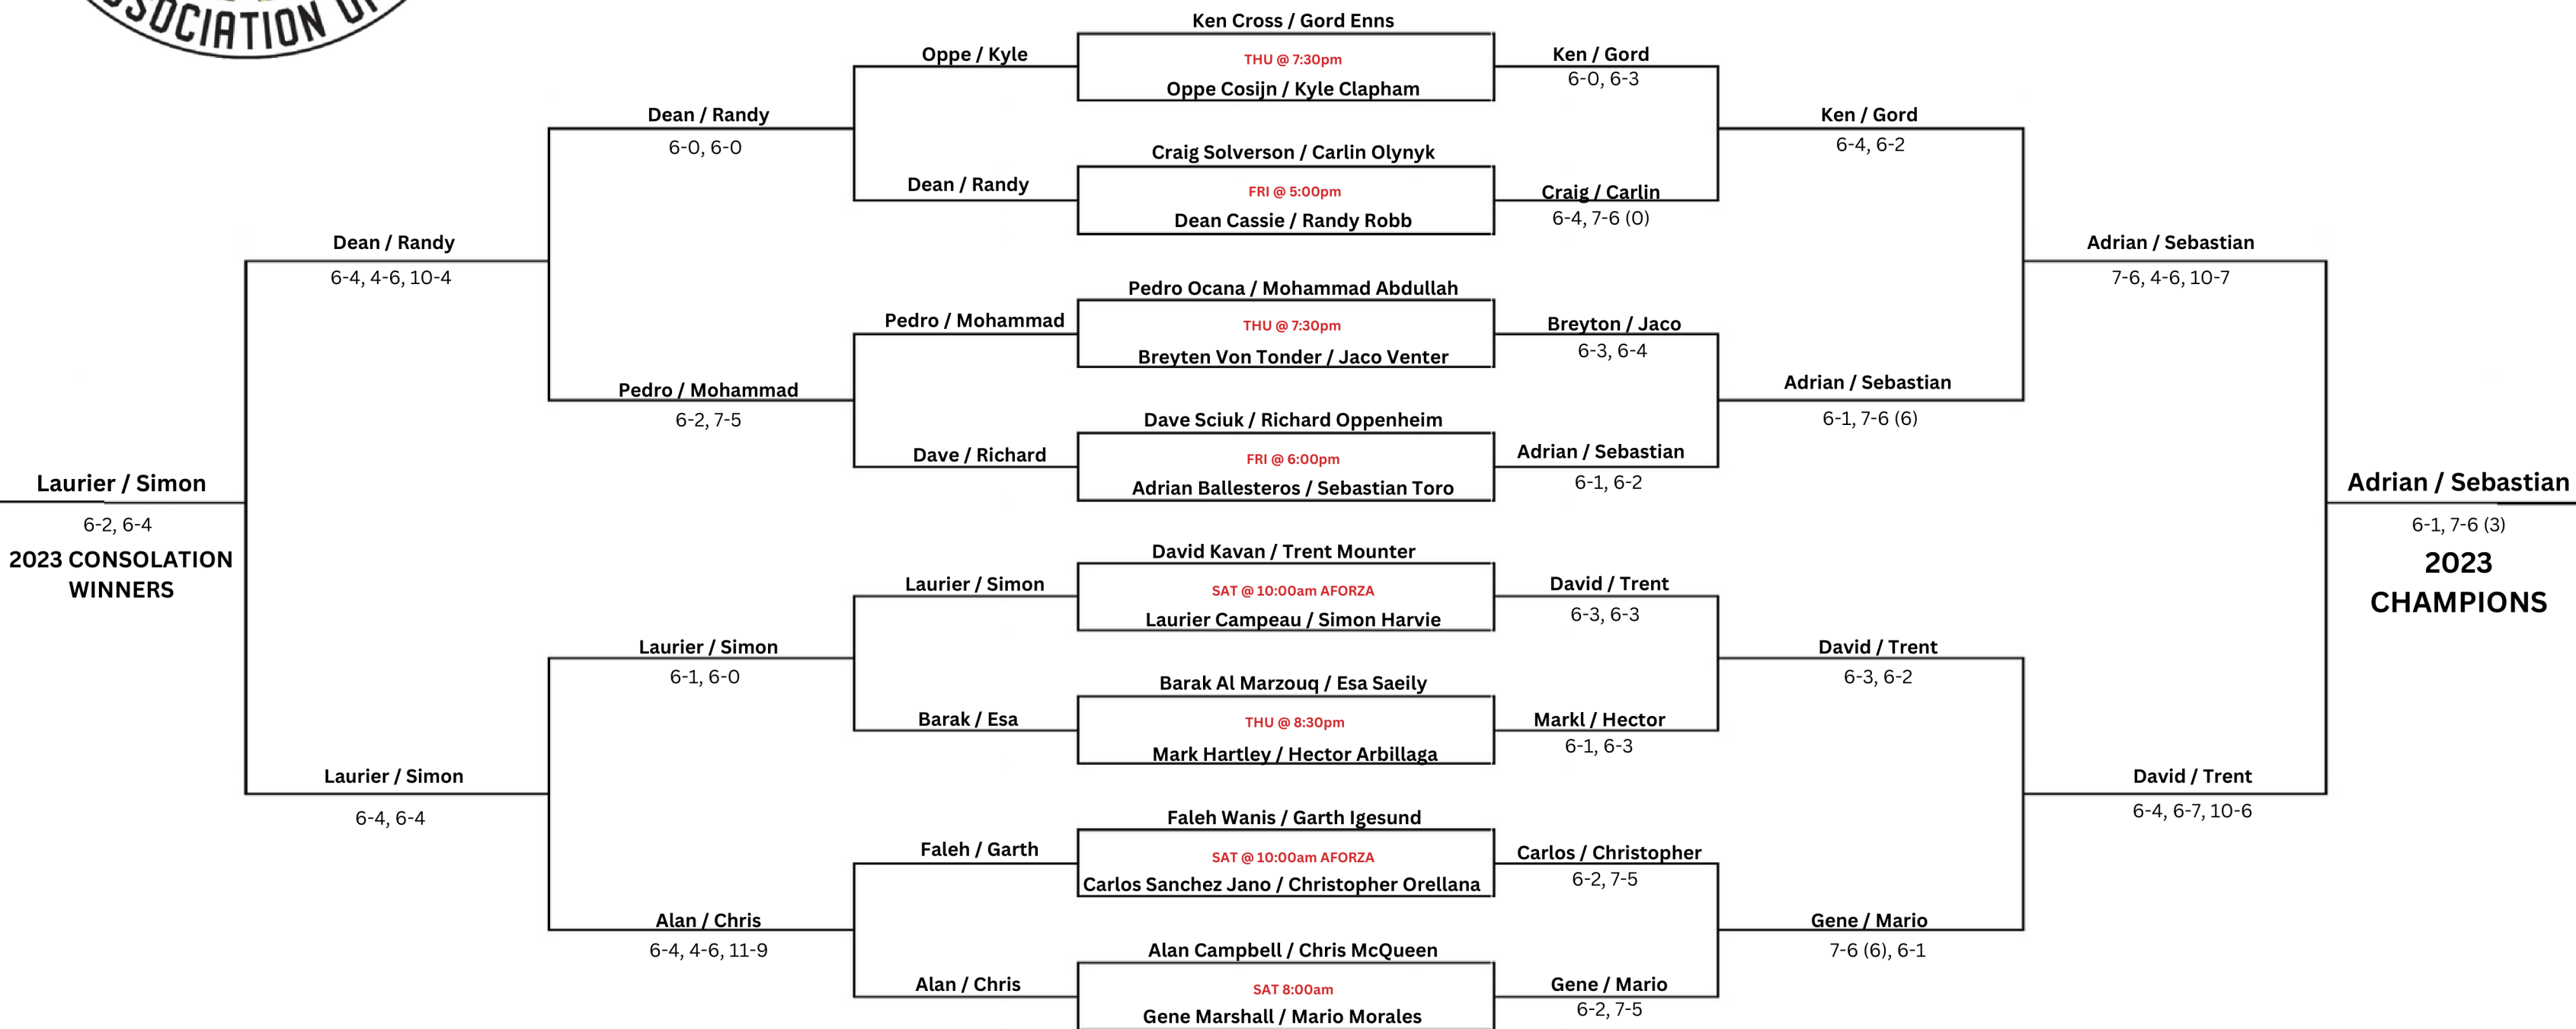 SSOCIATION OF
Ken Cross / Gord Enns
Oppe / Kyle
THU @ 7:30pm
Ken / Gord
6-0, 6-3
Oppe Cosijn / Kyle Clapham
Dean / Randy
6-0, 6-0
Ken / Gord
6-4, 6-2
Craig Solverson / Carlin Olynyk
Dean / Randy
FRI @ 5:00pm
Craig / Carlin
6-4, 7-6 (0)
Dean Cassie / Randy Robb
Dean / Randy
6-4, 4-6, 10-4
Adrian / Sebastian
7-6, 4-6, 10-7
Pedro Ocana / Mohammad Abdullah
Pedro / Mohammad
THU @ 7:30pm
Breyton / Jaco
6-3, 6-4
Breyten Von Tonder / Jaco Venter
Pedro / Mohammad
6-2, 7-5
Adrian / Sebastian
6-1, 7-6 (6)
Dave Sciuk / Richard Oppenheim
Dave / Richard
FRI @ 6:00pm
Adrian / Sebastian
6-1, 6-2
Adrian Ballesteros / Sebastian Toro
Laurier / Simon
6-2, 6-4
2023 CONSOLATION
WINNERS
Adrian / Sebastian
6-1, 7-6 (3)
2023
CHAMPIONS
David Kavan / Trent Mounter
Laurier / Simon
SAT @ 10:00am AFORZA
David / Trent
6-3, 6-3
Laurier Campeau / Simon Harvie
Laurier / Simon
6-1, 6-0
David / Trent
6-3, 6-2
Barak Al Marzouq / Esa Saeily
Barak / Esa
THU @ 8:30pm
Markl / Hector
6-1, 6-3
Mark Hartley / Hector Arbillaga
Laurier / Simon
6-4, 6-4
David / Trent
6-4, 6-7, 10-6
Faleh Wanis / Garth Igesund
Faleh / Garth
SAT @ 10:00am AFORZA
Carlos / Christopher
6-2, 7-5
Carlos Sanchez Jano / Christopher Orellana
Alan / Chris
6-4, 4-6, 11-9
Gene / Mario
7-6 (6), 6-1
Alan Campbell / Chris McQueen
Alan / Chris
SAT 8:00am
Gene / Mario
6-2, 7-5
Gene Marshall / Mario Morales